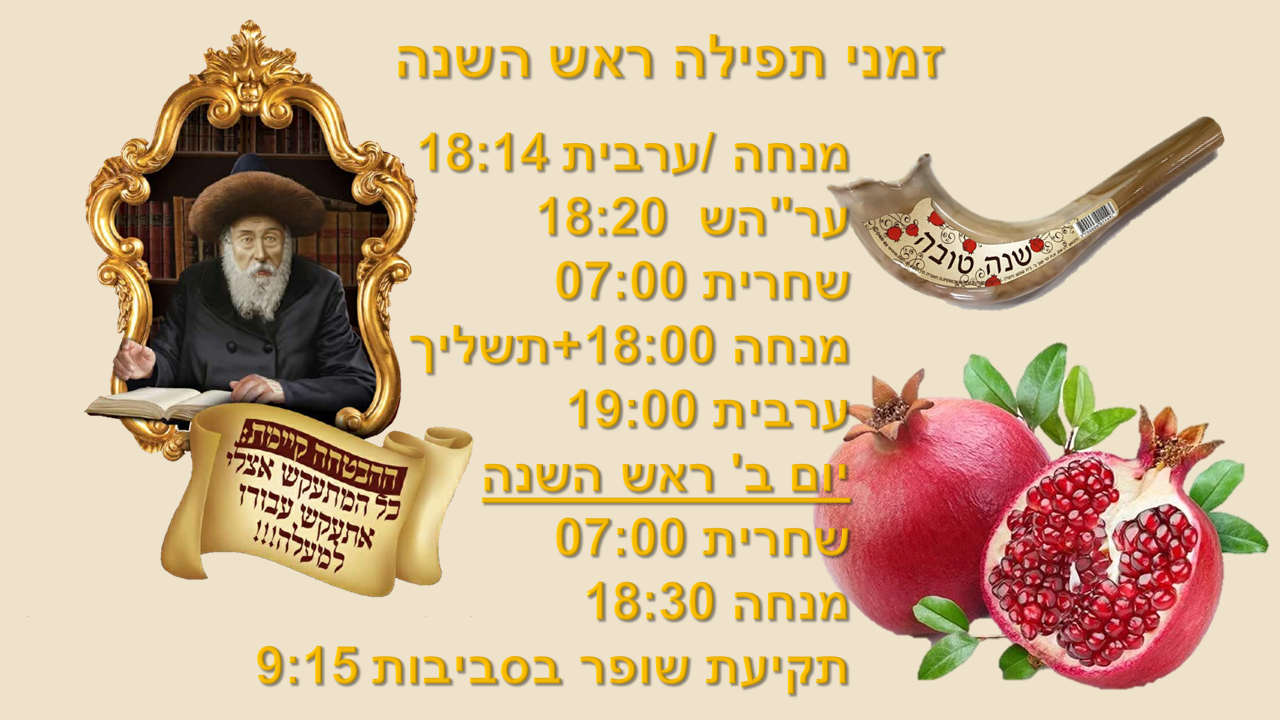 זמני תפילה ראש השנה
מנחה /ערבית 18:14
ער"הש 18:20
שחרית 07:00
מנחה 18:00+תשליך
ערבית 19:00
יום ב' ראש השנה
שחרית 07:00
מנחה 18:30
תקיעת שופר בסביבות 9:15
שנה טובה
ההבטחה קיימת:
כל המתעקש אצלי
אתעקש עבורו
למעלה!!!